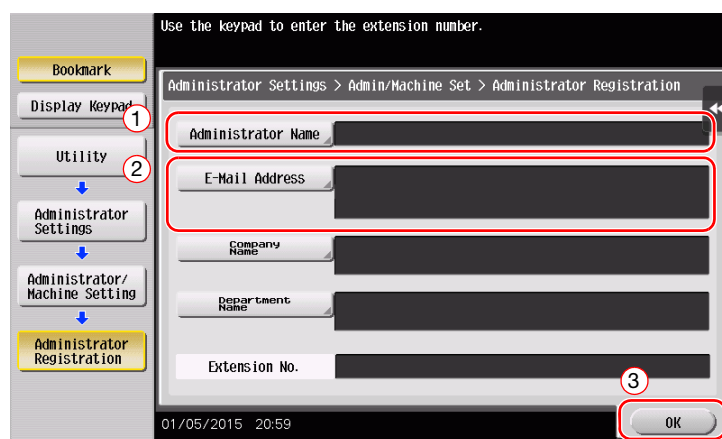 Use the keypad to enter the extension number.
Bookmark
Display Keypad
Administrator Settings > Admin/Machine Set > Administrator Registration
1
Administrator Name
Utility
2
E-Mail Address
Administrator
Settings
Company
Name
Administrator/
Machine Setting
Department
Name
Administrator
Registration
Extension No.
3
01/05/2015 20:59
OK